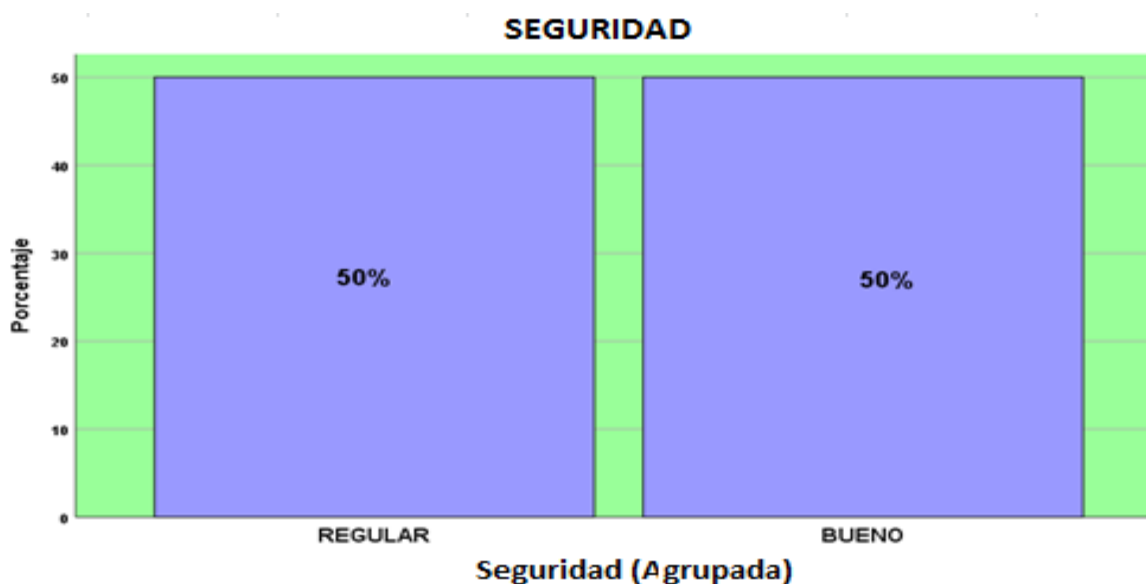 SEGURIDAD
50
40
30
20
10
0
Porcentaje
50%
50%
REGULAR
BUENO
Seguridad (Agrupada)